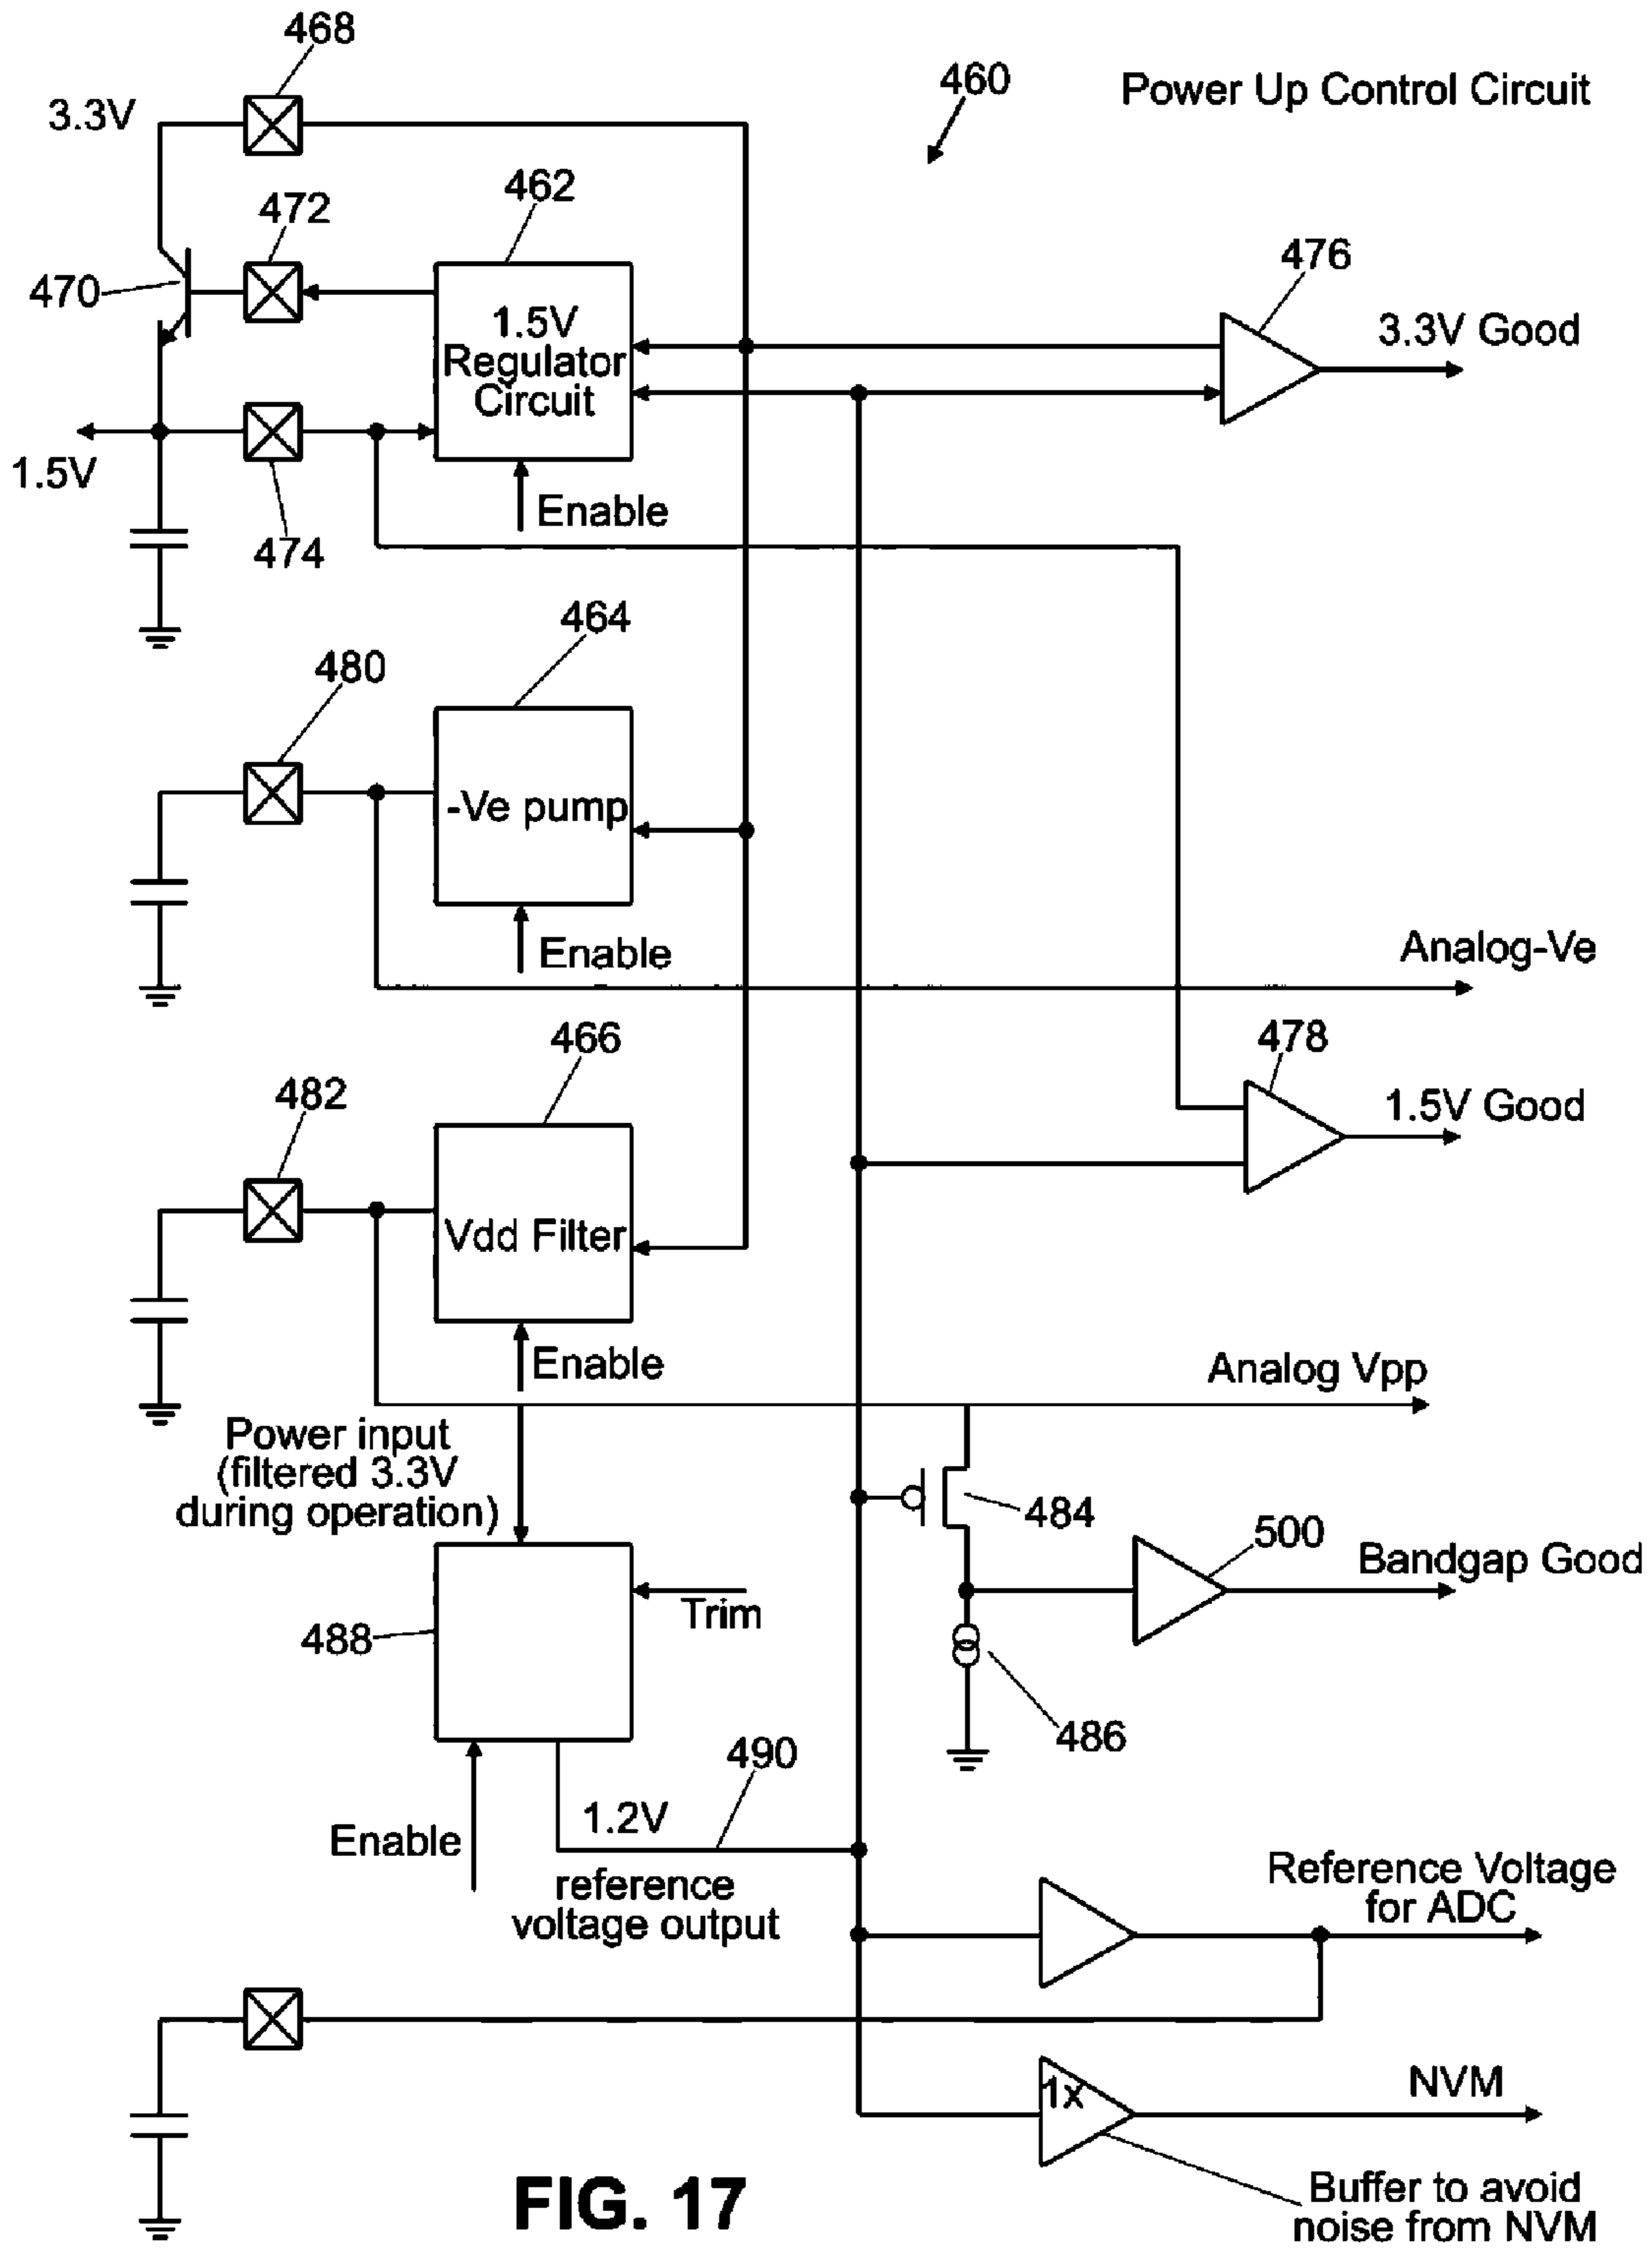 468
460
Power Up Control Circuit
3.3V
472
462
470
1.5V
Regulator
Circuit
476
3.3V Good
1.5V
474
Enable
464
480
-Ve pump
Enable
Analog-Ve
466
478
482
1.5V Good
Vdd Filter
Enable
Analog Vpp
Power input
(filtered 3.3V
during operation)
484
500
Bandgap Good
Trim
488
486
490
1.2V
Enable
reference
voltage output
Reference Voltage
for ADC
1x
NVM
Buffer to avoid
noise from NVM
FIG. 17